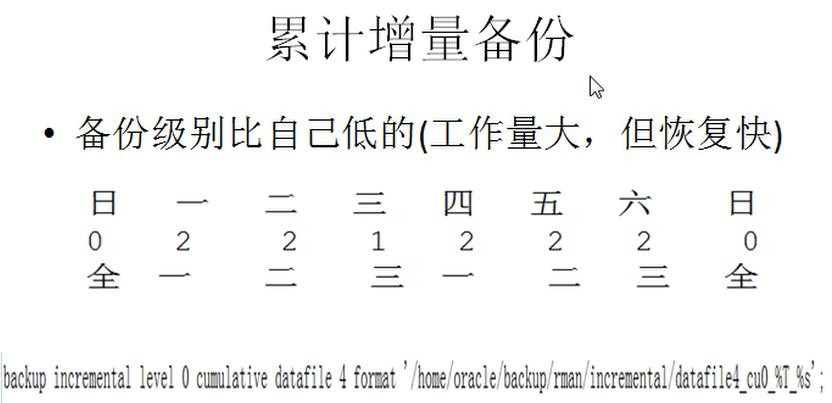 累计增量备份
• 备份级别比自己低的(工作量大，但恢复快)
日 一 二 三 四 五 六 日
0 2 2 1 2 2 2 0
全 一 二 三 一 二 三 全
backup incremental level 0 cumulative datafile 4 format '/home/oracle/backup/rman/incremental/datafile4_cu0_%T_%s';